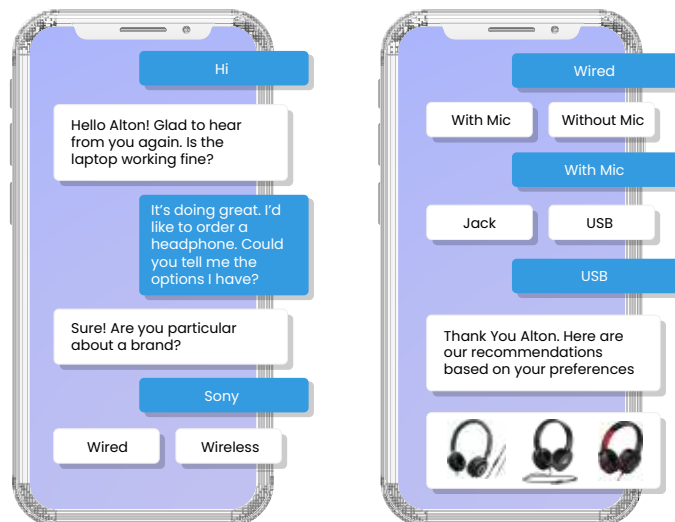 Hi
Hello Alton! Glad to hear
from you again. Is the
laptop working fine?
It’s doing great. I’d
like to order a
headphone. Could
you tell me the
options I have?
Sure! Are you particular
about a brand?
Sony
Wired
Wireless
Wired
With Mic
Without Mic
With Mic
Jack
USB
USB
Thank You Alton. Here are
our recommendations
based on your preferences